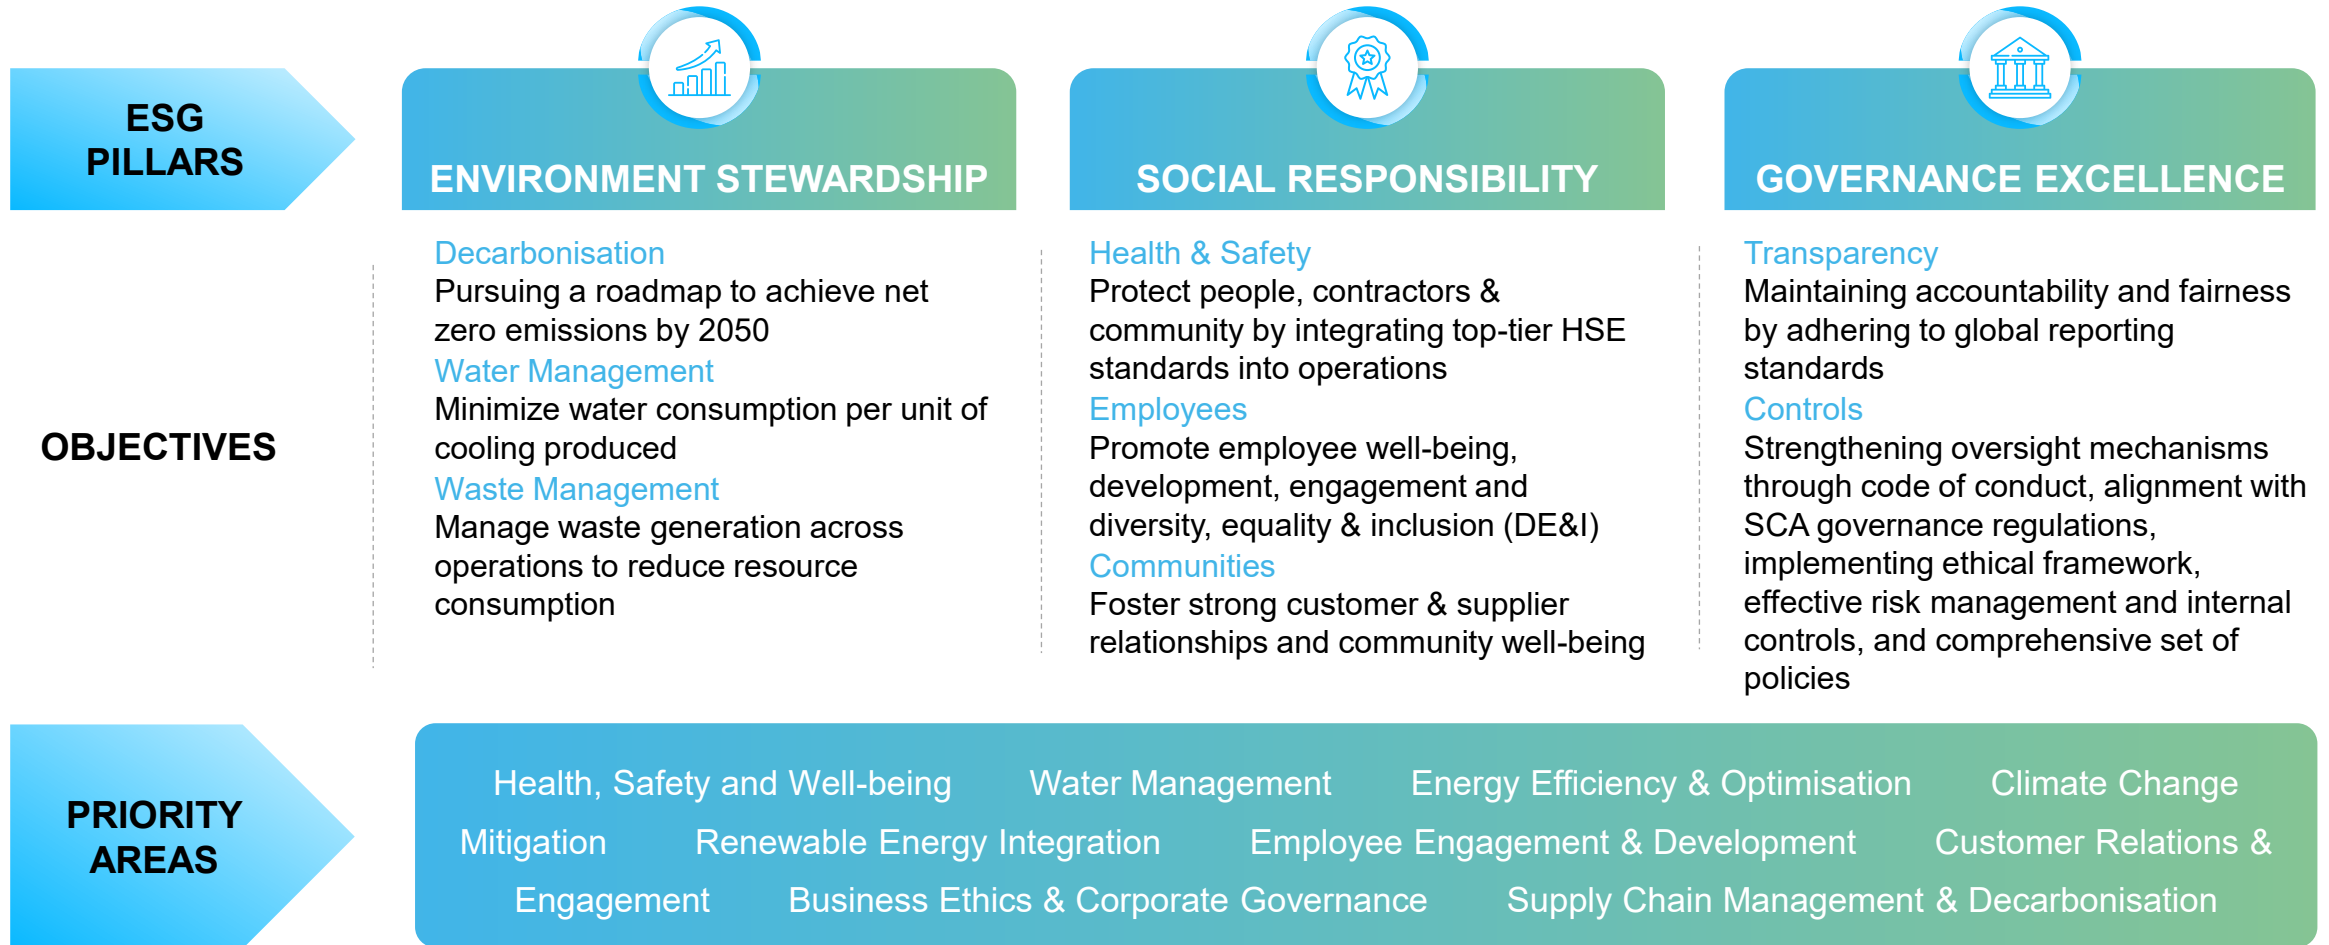 ESG
PILLARS
ENVIRONMENT STEWARDSHIP
SOCIAL RESPONSIBILITY
GOVERNANCE EXCELLENCE
OBJECTIVES
Decarbonisation
Pursuing a roadmap to achieve net
zero emissions by 2050
Water Management
Minimize water consumption per unit of
cooling produced
Waste Management
Manage waste generation across
operations to reduce resource
consumption
Health & Safety
Protect people, contractors &
community by integrating top-tier HSE
standards into operations
Employees
Promote employee well-being,
development, engagement and
diversity, equality & inclusion (DE&I)
Communities
Foster strong customer & supplier
relationships and community well-being
Transparency
Maintaining accountability and fairness
by adhering to global reporting
standards
Controls
Strengthening oversight mechanisms
through code of conduct, alignment with
SCA governance regulations,
implementing ethical framework,
effective risk management and internal
controls, and comprehensive set of
policies
PRIORITY
AREAS
Health, Safety and Well-being Water Management Energy Efficiency & Optimisation Climate Change
Mitigation Renewable Energy Integration Employee Engagement & Development Customer Relations &
Engagement Business Ethics & Corporate Governance Supply Chain Management & Decarbonisation